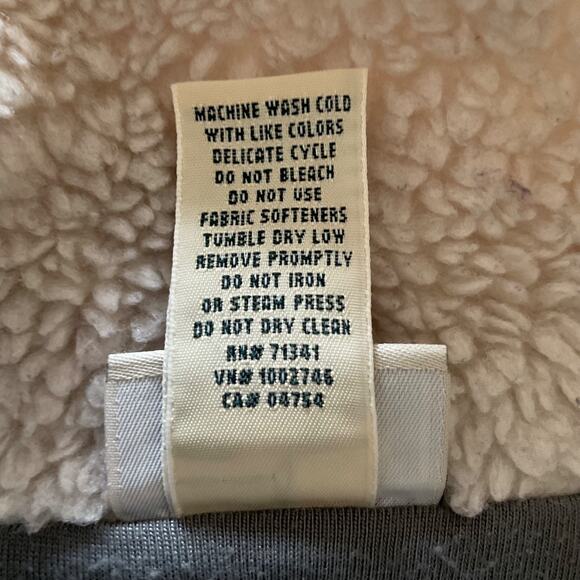 MACHINE WASH COLD
WITH LIKE COLORS
DELICATE CYCLE
DO NOT BLEACH
DO NOT USE
FABRIC SOFTENERS
TUMBLE DRY LOW
REMOVE PROMPTLY
DO NOT IRON
OR STEAM PRESS
DO NOT DRY CLEAN
RN# 71341
VN# 1002746
CA# 04754